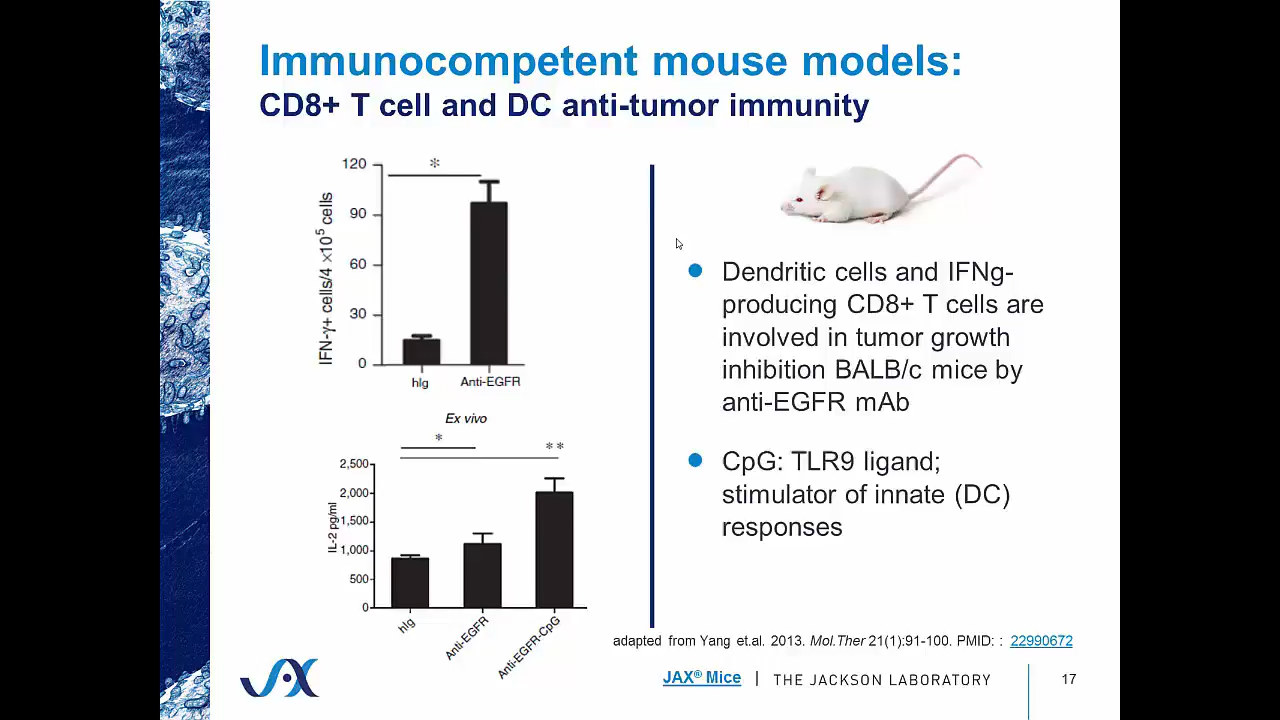 Immunocompetent mouse models:
CD8+ T cell and DC anti-tumor immunity
IFN-γ+ cells/4 ×10⁵ cells
120
90
60
30
0
*
hIg
Anti-EGFR
Ex vivo
*
**
IL-2 pg/ml
2,500
2,000
1,500
1,000
500
0
hIg
Anti-EGFR
Anti-EGFR-CpG
Dendritic cells and IFNg-
producing CD8+ T cells are
involved in tumor growth
inhibition BALB/c mice by
anti-EGFR mAb
CpG: TLR9 ligand;
stimulator of innate (DC)
responses
adapted from Yang et.al. 2013. Mol.Ther 21(1):91-100. PMID: : 22990672
JAX
JAX® Mice | THE JACKSON LABORATORY
17